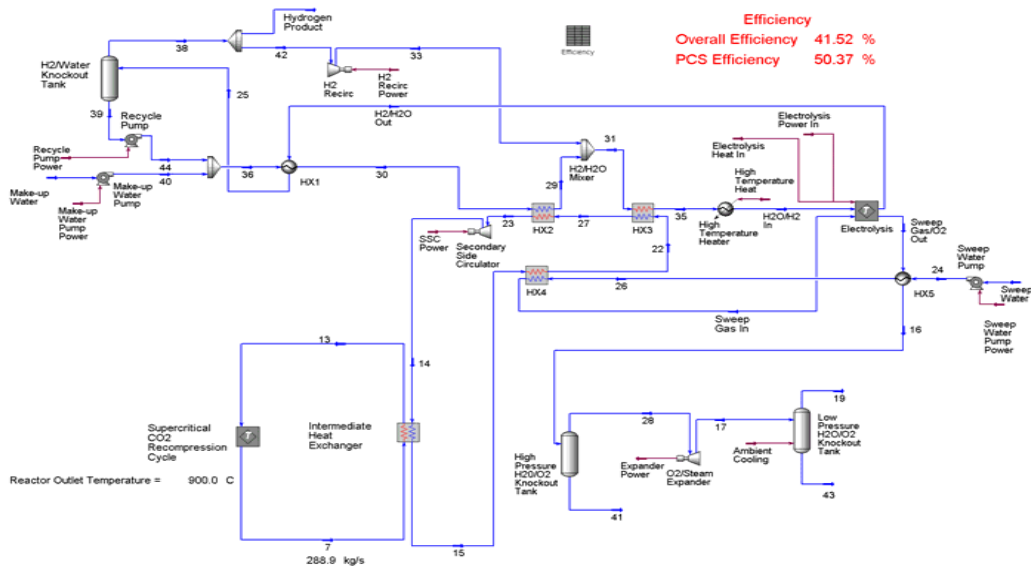 Efficiency
Overall Efficiency 41.52 %
PCS Efficiency 50.37 %
Efficiency
Hydrogen
Product
38
42
33
H2/Water
Knockout
Tank
25
H2
Recirc
H2
Recirc
Power
H2/H2O
Out
39
Recycle
Pump
Recycle
Pump
Power
44
40
36
Make-up
Water
Make-up
Water
Pump
Make-up
Water
Pump
Power
HX1
30
29
31
H2/H2O
Mixer
Electrolysis
Power In
Electrolysis
Heat In
High
Temperature
Heat
35
High
Temperature
Heater
H2O/H2
In
Electrolysis
Sweep
Gas/O2
Out
SSC
Power
23
Secondary
Side
Circulator
HX2
27
HX3
22
HX4
26
Sweep
Gas In
HX5
24
Sweep
Water
Pump
Sweep
Water
Sweep
Water
Pump
Power
16
13
14
Supercritical
CO2
Recompression
Cycle
Intermediate
Heat
Exchanger
Reactor Outlet Temperature = 900.0 C
7
288.9 kg/s
15
High
Pressure
H20/O2
Knockout
Tank
28
41
Expander
Power
O2/Steam
Expander
17
Ambient
Cooling
19
Low
Pressure
H2O/O2
Knockout
Tank
43